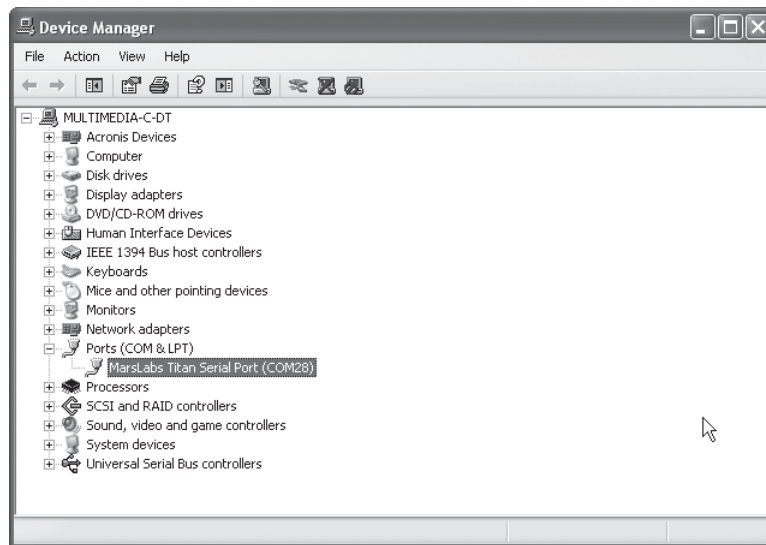 Device Manager
File Action View Help
MULTIMEDIA-C-DT
Acronis Devices
Computer
Disk drives
Display adapters
DVD/CD-ROM drives
Human Interface Devices
IEEE 1394 Bus host controllers
Keyboards
Mice and other pointing devices
Monitors
Network adapters
Ports (COM & LPT)
MarsLabs Titan Serial Port (COM28)
Processors
SCSI and RAID controllers
Sound, video and game controllers
System devices
Universal Serial Bus controllers